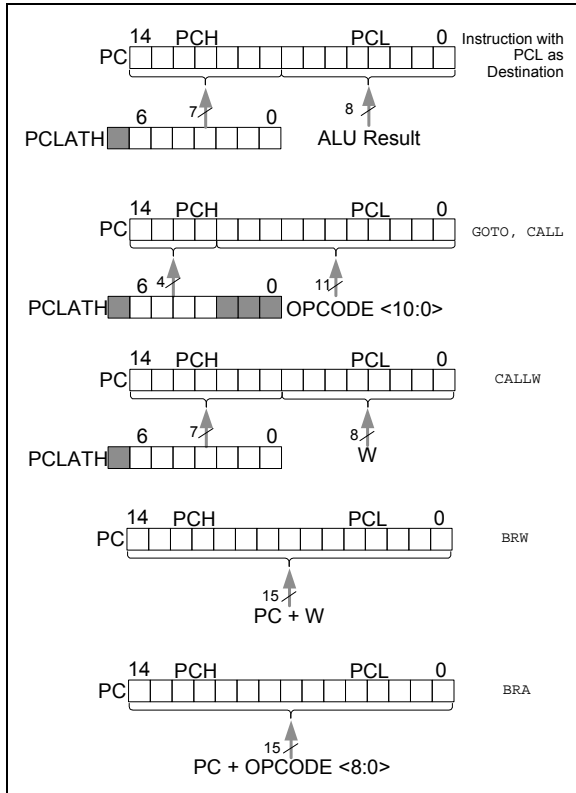 14 PCH PCL 0
PC
Instruction with
PCL as
Destination
7 8
6 0
PCLATH
ALU Result
14 PCH PCL 0
PC
GOTO, CALL
4 11
6 0
PCLATH
OPCODE <10:0>
14 PCH PCL 0
PC
CALLW
7 8
6 0
W
PCLATH
14 PCH PCL 0
PC
BRW
15
PC + W
14 PCH PCL 0
PC
BRA
15
PC + OPCODE <8:0>